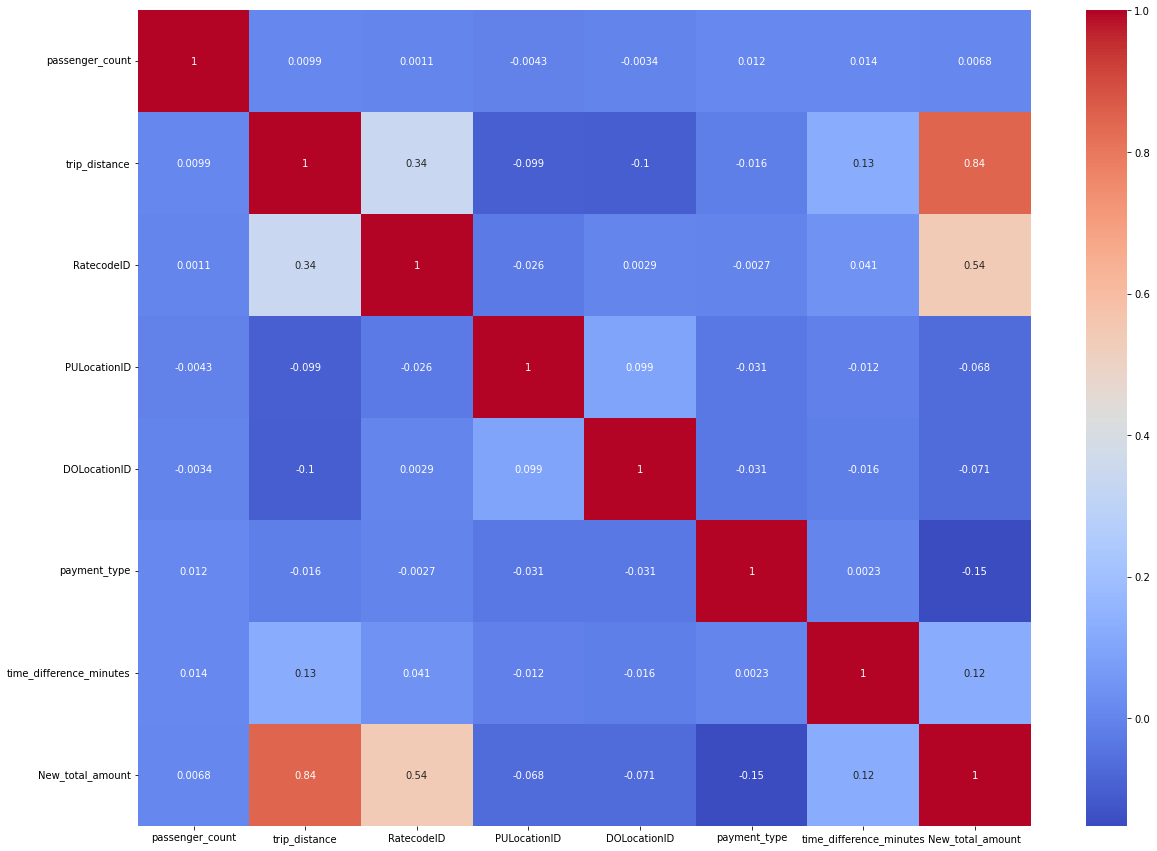 passenger_count 1 0.0099 0.0011 -0.0043 -0.0034 0.012 0.014 0.0068
trip_distance 0.0099 1 0.34 -0.099 -0.1 -0.016 0.13 0.84
RatecodeID 0.0011 0.34 1 -0.026 0.0029 -0.0027 0.041 0.54
PULocationID -0.0043 -0.099 -0.026 1 0.099 -0.031 -0.012 -0.068
DOLocationID -0.0034 -0.1 0.0029 0.099 1 -0.031 -0.016 -0.071
payment_type 0.012 -0.016 -0.0027 -0.031 -0.031 1 0.0023 -0.15
time_difference_minutes 0.014 0.13 0.041 -0.012 -0.016 0.0023 1 0.12
New_total_amount 0.0068 0.84 0.54 -0.068 -0.071 -0.15 0.12 1
passenger_count trip_distance RatecodeID PULocationID DOLocationID payment_type time_difference_minutes New_total_amount
1.0
0.8
0.6
0.4
0.2
0.0